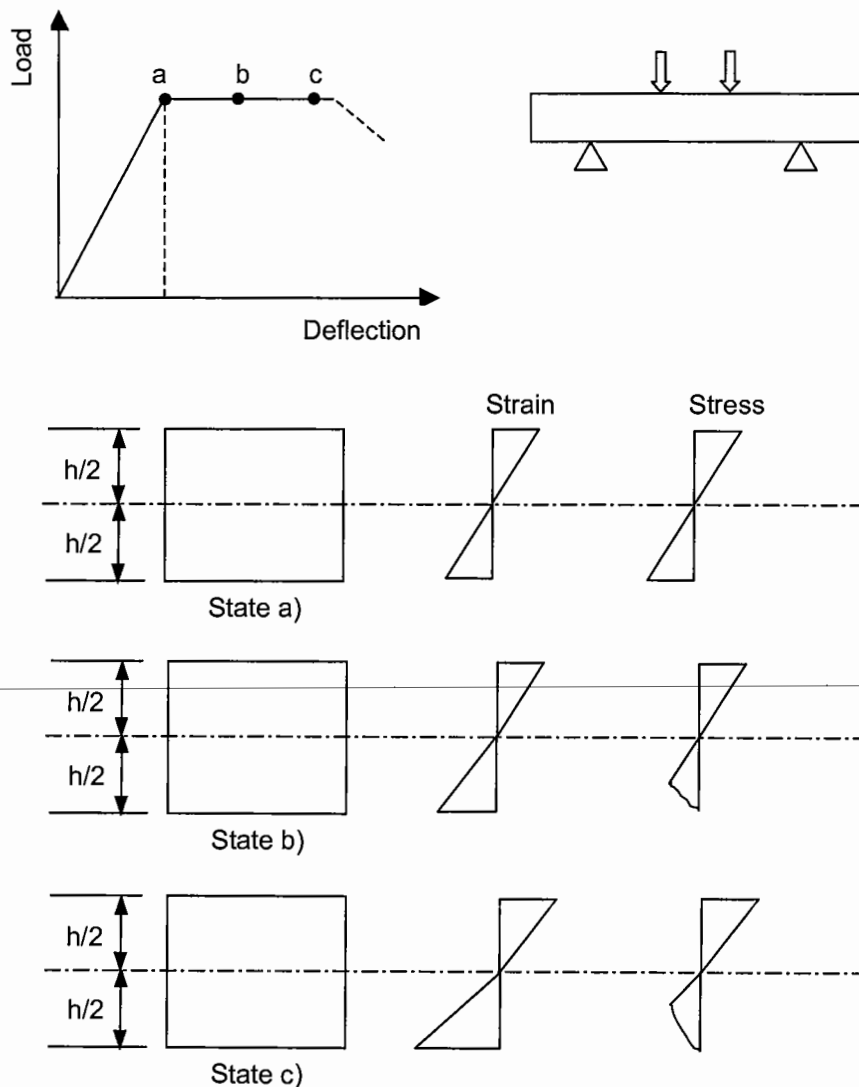 Load
a
b
c
Deflection
Strain
Stress
h/2
h/2
State a)
h/2
h/2
State b)
h/2
h/2
State c)